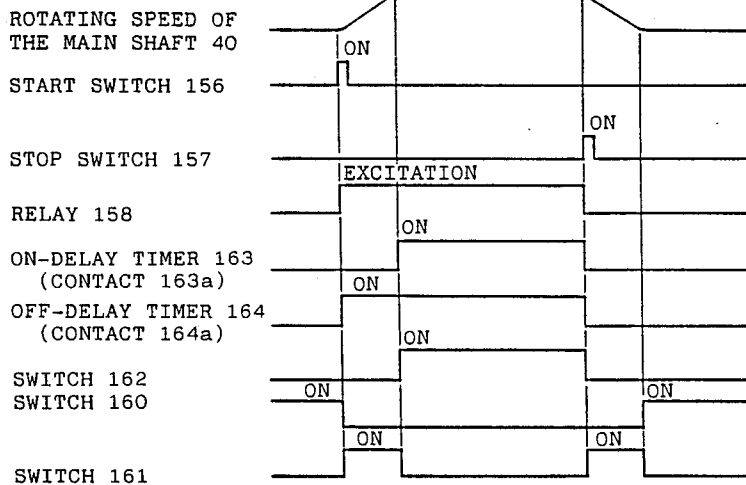 ROTATING SPEED OF
THE MAIN SHAFT 40
ON
START SWITCH 156
ON
STOP SWITCH 157
EXCITATION
RELAY 158
ON
ON-DELAY TIMER 163
(CONTACT 163a)
ON
OFF-DELAY TIMER 164
(CONTACT 164a)
ON
SWITCH 162
ON ON
SWITCH 160
ON ON
SWITCH 161